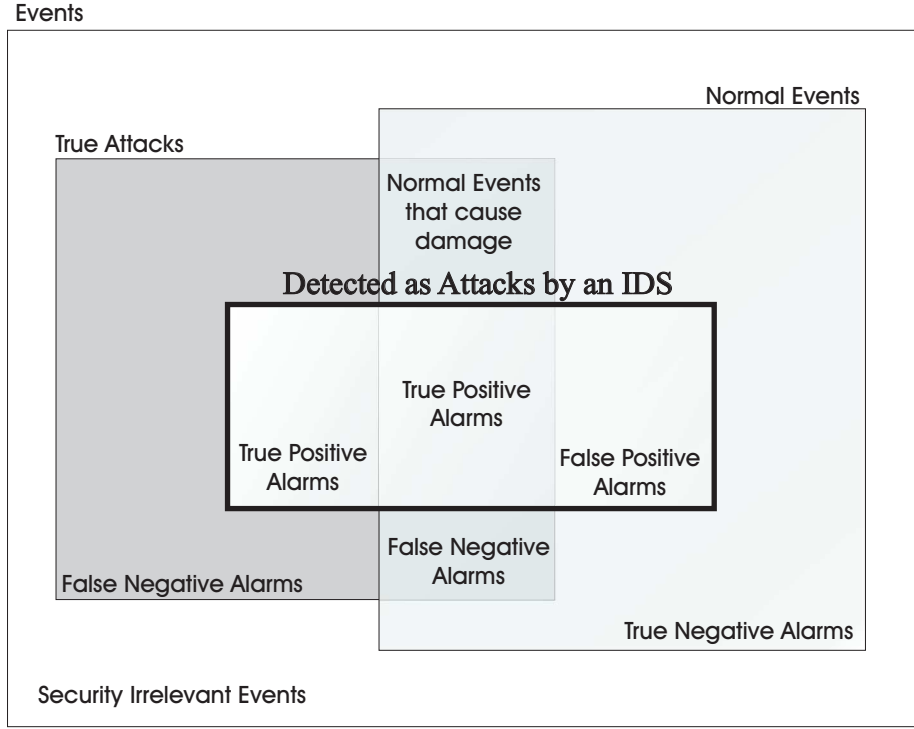 Events
Normal Events
True Attacks
Normal Events
that cause
damage
Detected as Attacks by an IDS
True Positive
Alarms
True Positive
Alarms
False Positive
Alarms
False Negative
Alarms
False Negative Alarms
True Negative Alarms
Security Irrelevant Events